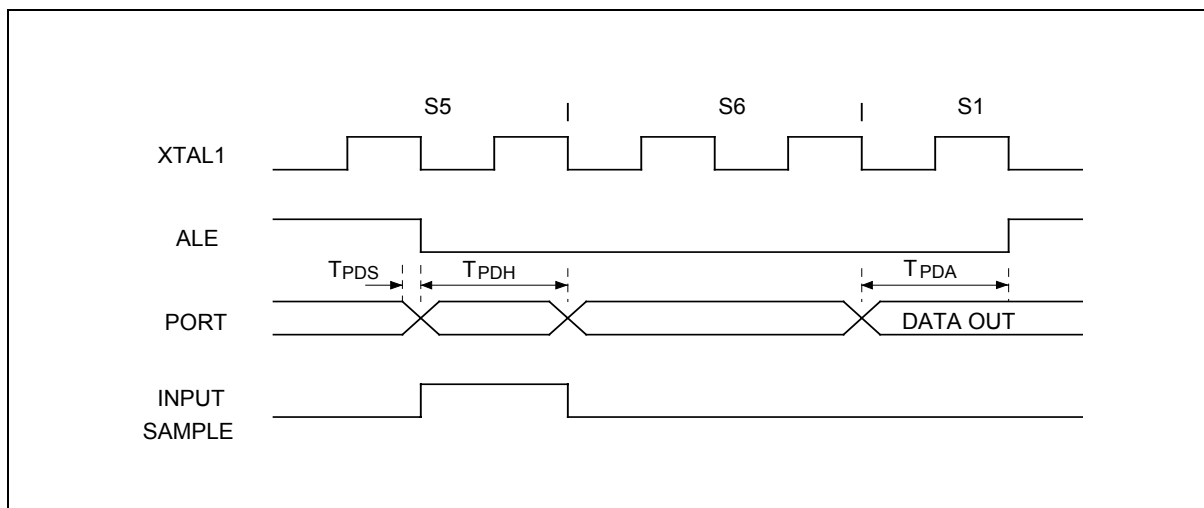 S5 | S6 | S1
XTAL1
ALE
TPDS TPDH TPDA
PORT DATA OUT
INPUT
SAMPLE